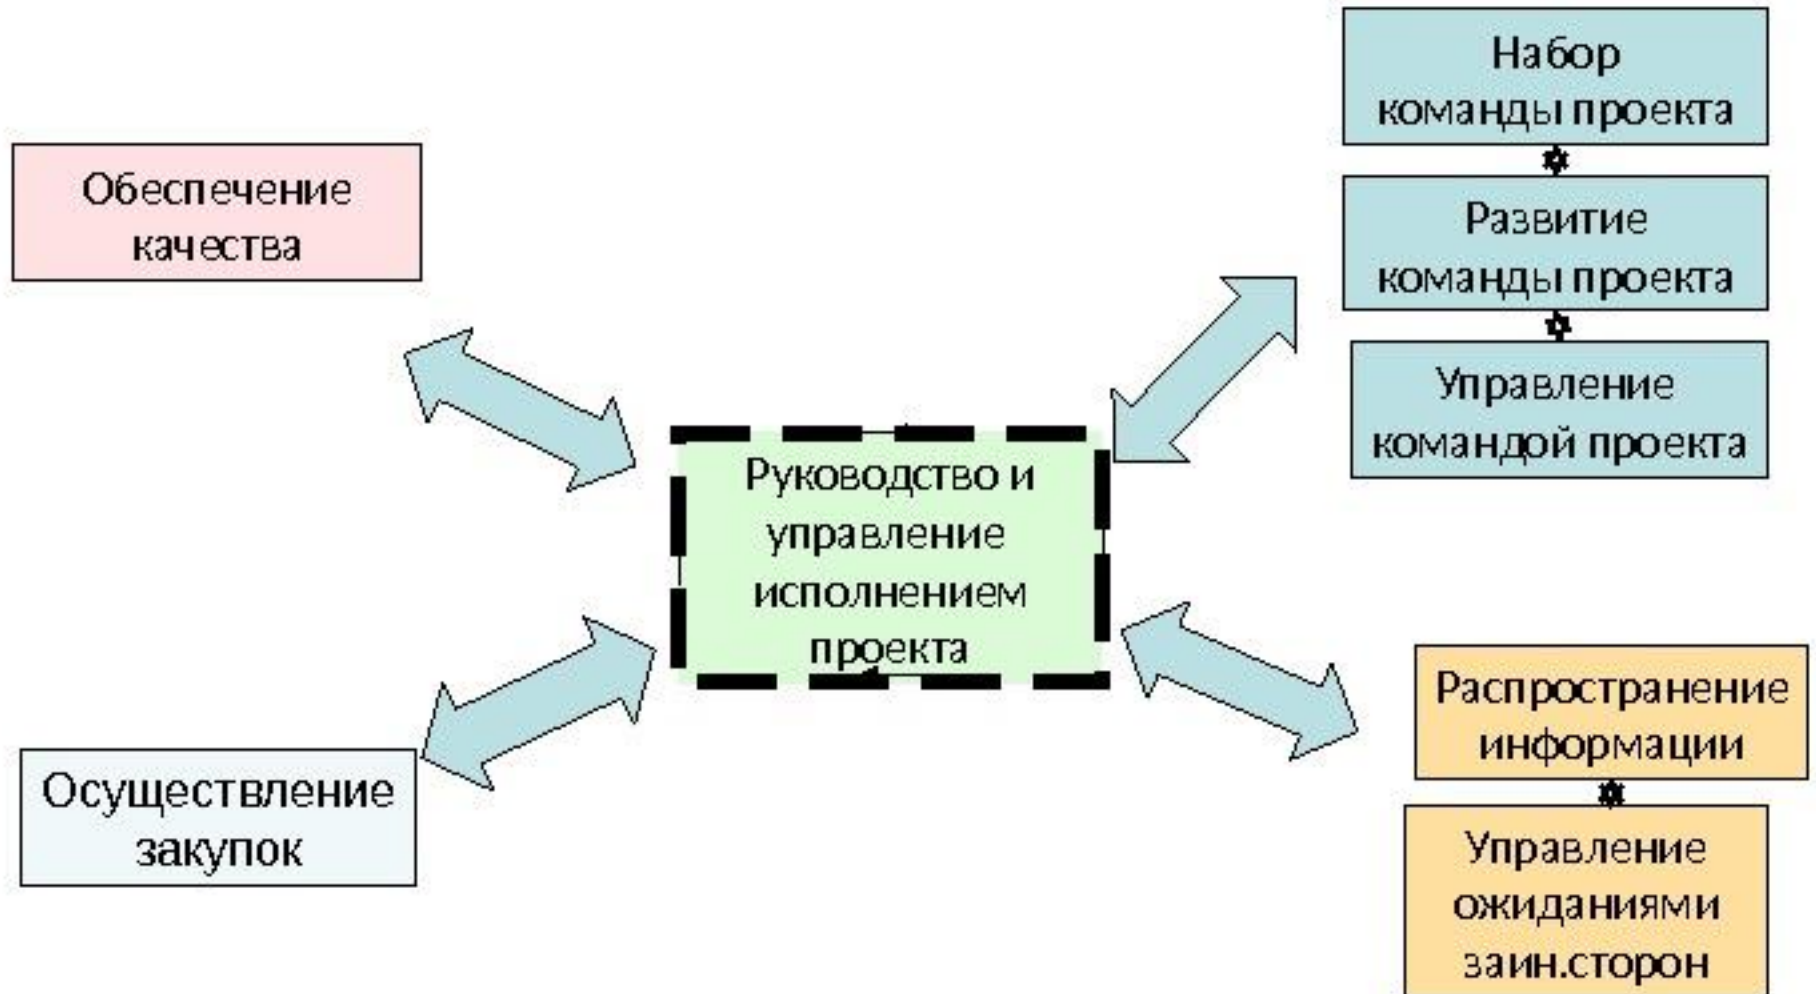 Набор
команды проекта
Обеспечение
качества
Развитие
команды проекта
Управление
командой проекта
Руководство и
управление
исполнением
проекта
Распространение
информации
Осуществление
закупок
Управление
ожиданиями
заин.сторон